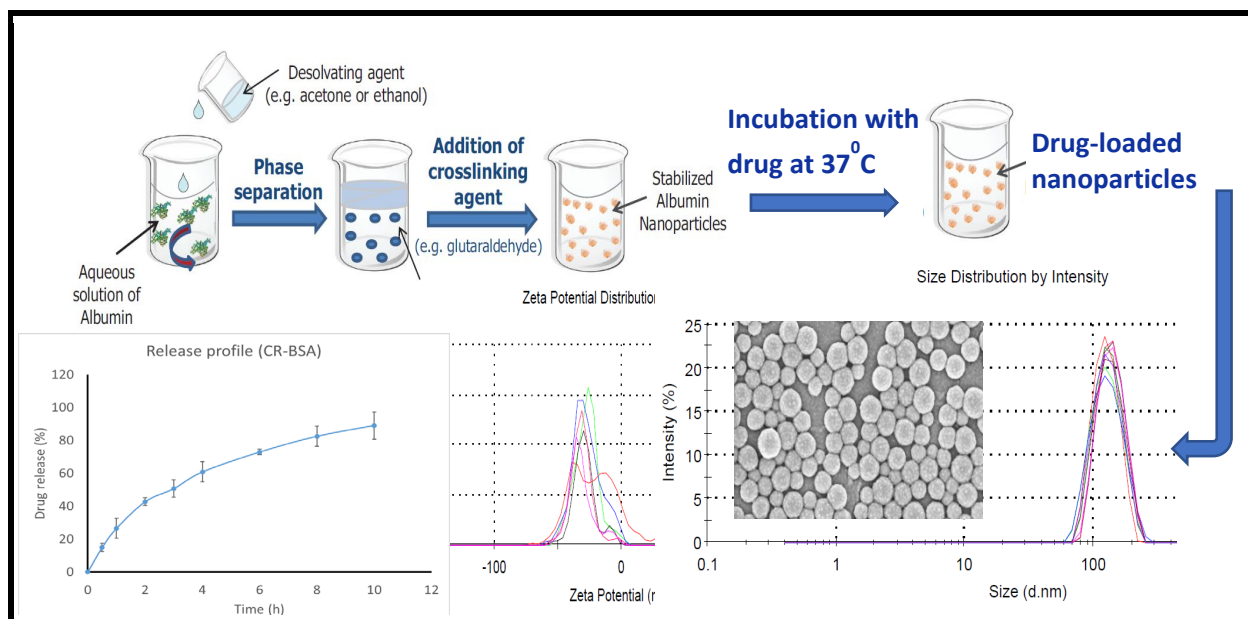 Desolvating agent
(e.g. acetone or ethanol)
Phase
separation
Addition of
crosslinking
agent
(e.g. glutaraldehyde)
Aqueous
solution of
Albumin
Stabilized
Albumin
Nanoparticles
Incubation with
drug at 37⁰C
Drug-loaded
nanoparticles
Release profile (CR-BSA)
Drug release (%)
120
100
80
60
40
20
0
0 2 4 6 8 10 12
Time (h)
Zeta Potential Distribution
-100 0
Zeta Potential (
Size Distribution by Intensity
Intensity (%)
25
20
15
10
5
0
0.1 1 10 100
Size (d.nm)